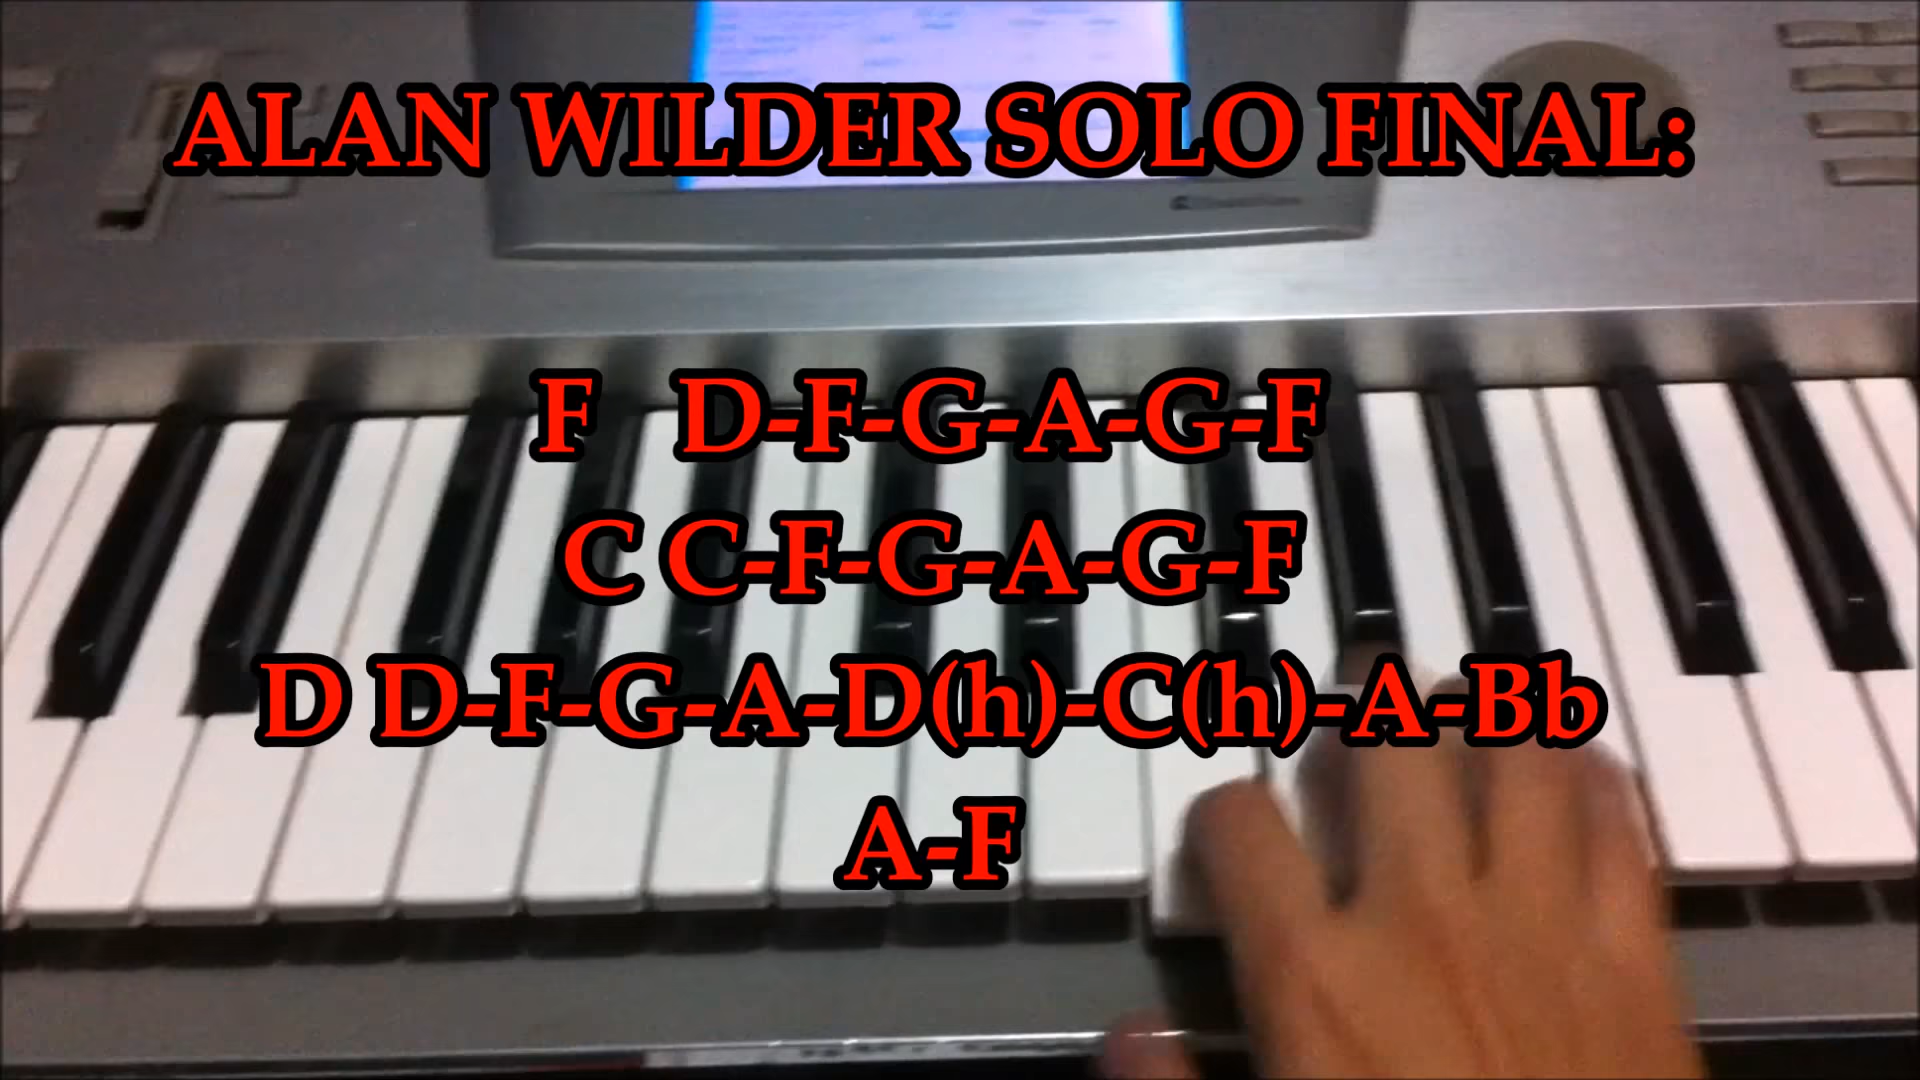 ALAN WILDER SOLO FINAL:
F D-F-G-A-G-F
C C-F-G-A-G-F
D D-F-G-A-D(h)-C(h)-A-Bb
A-F